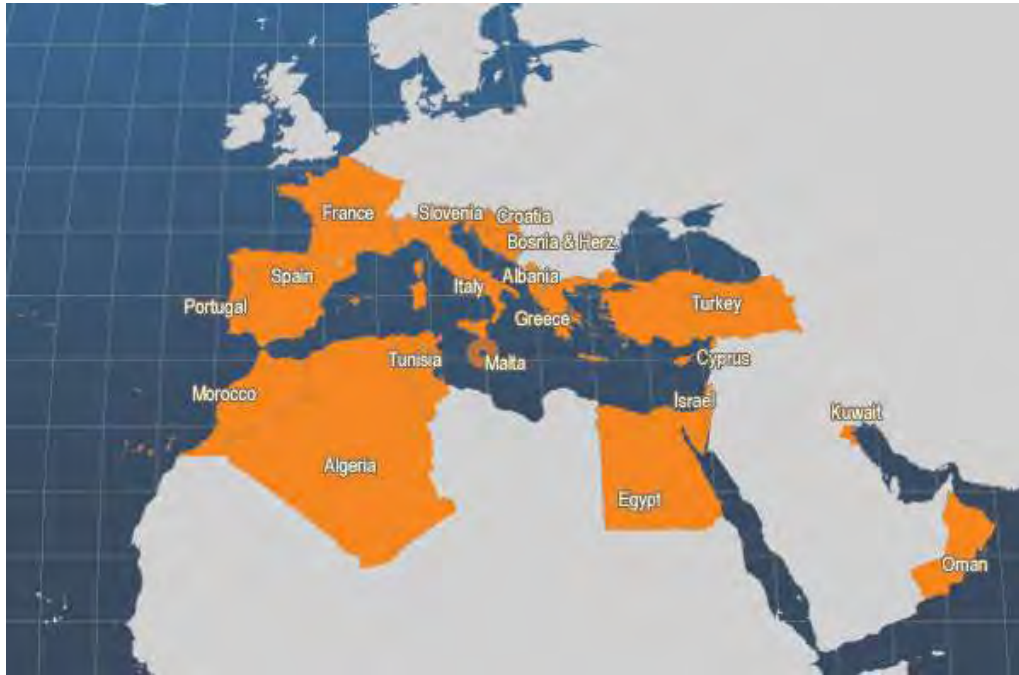 France
Slovenia
Croatia
Bosnia & Herz.
Spain
Italy
Albania
Portugal
Greece
Turkey
Tunisia
Malta
Cyprus
Morocco
Israel
Kuwait
Algeria
Egypt
Oman